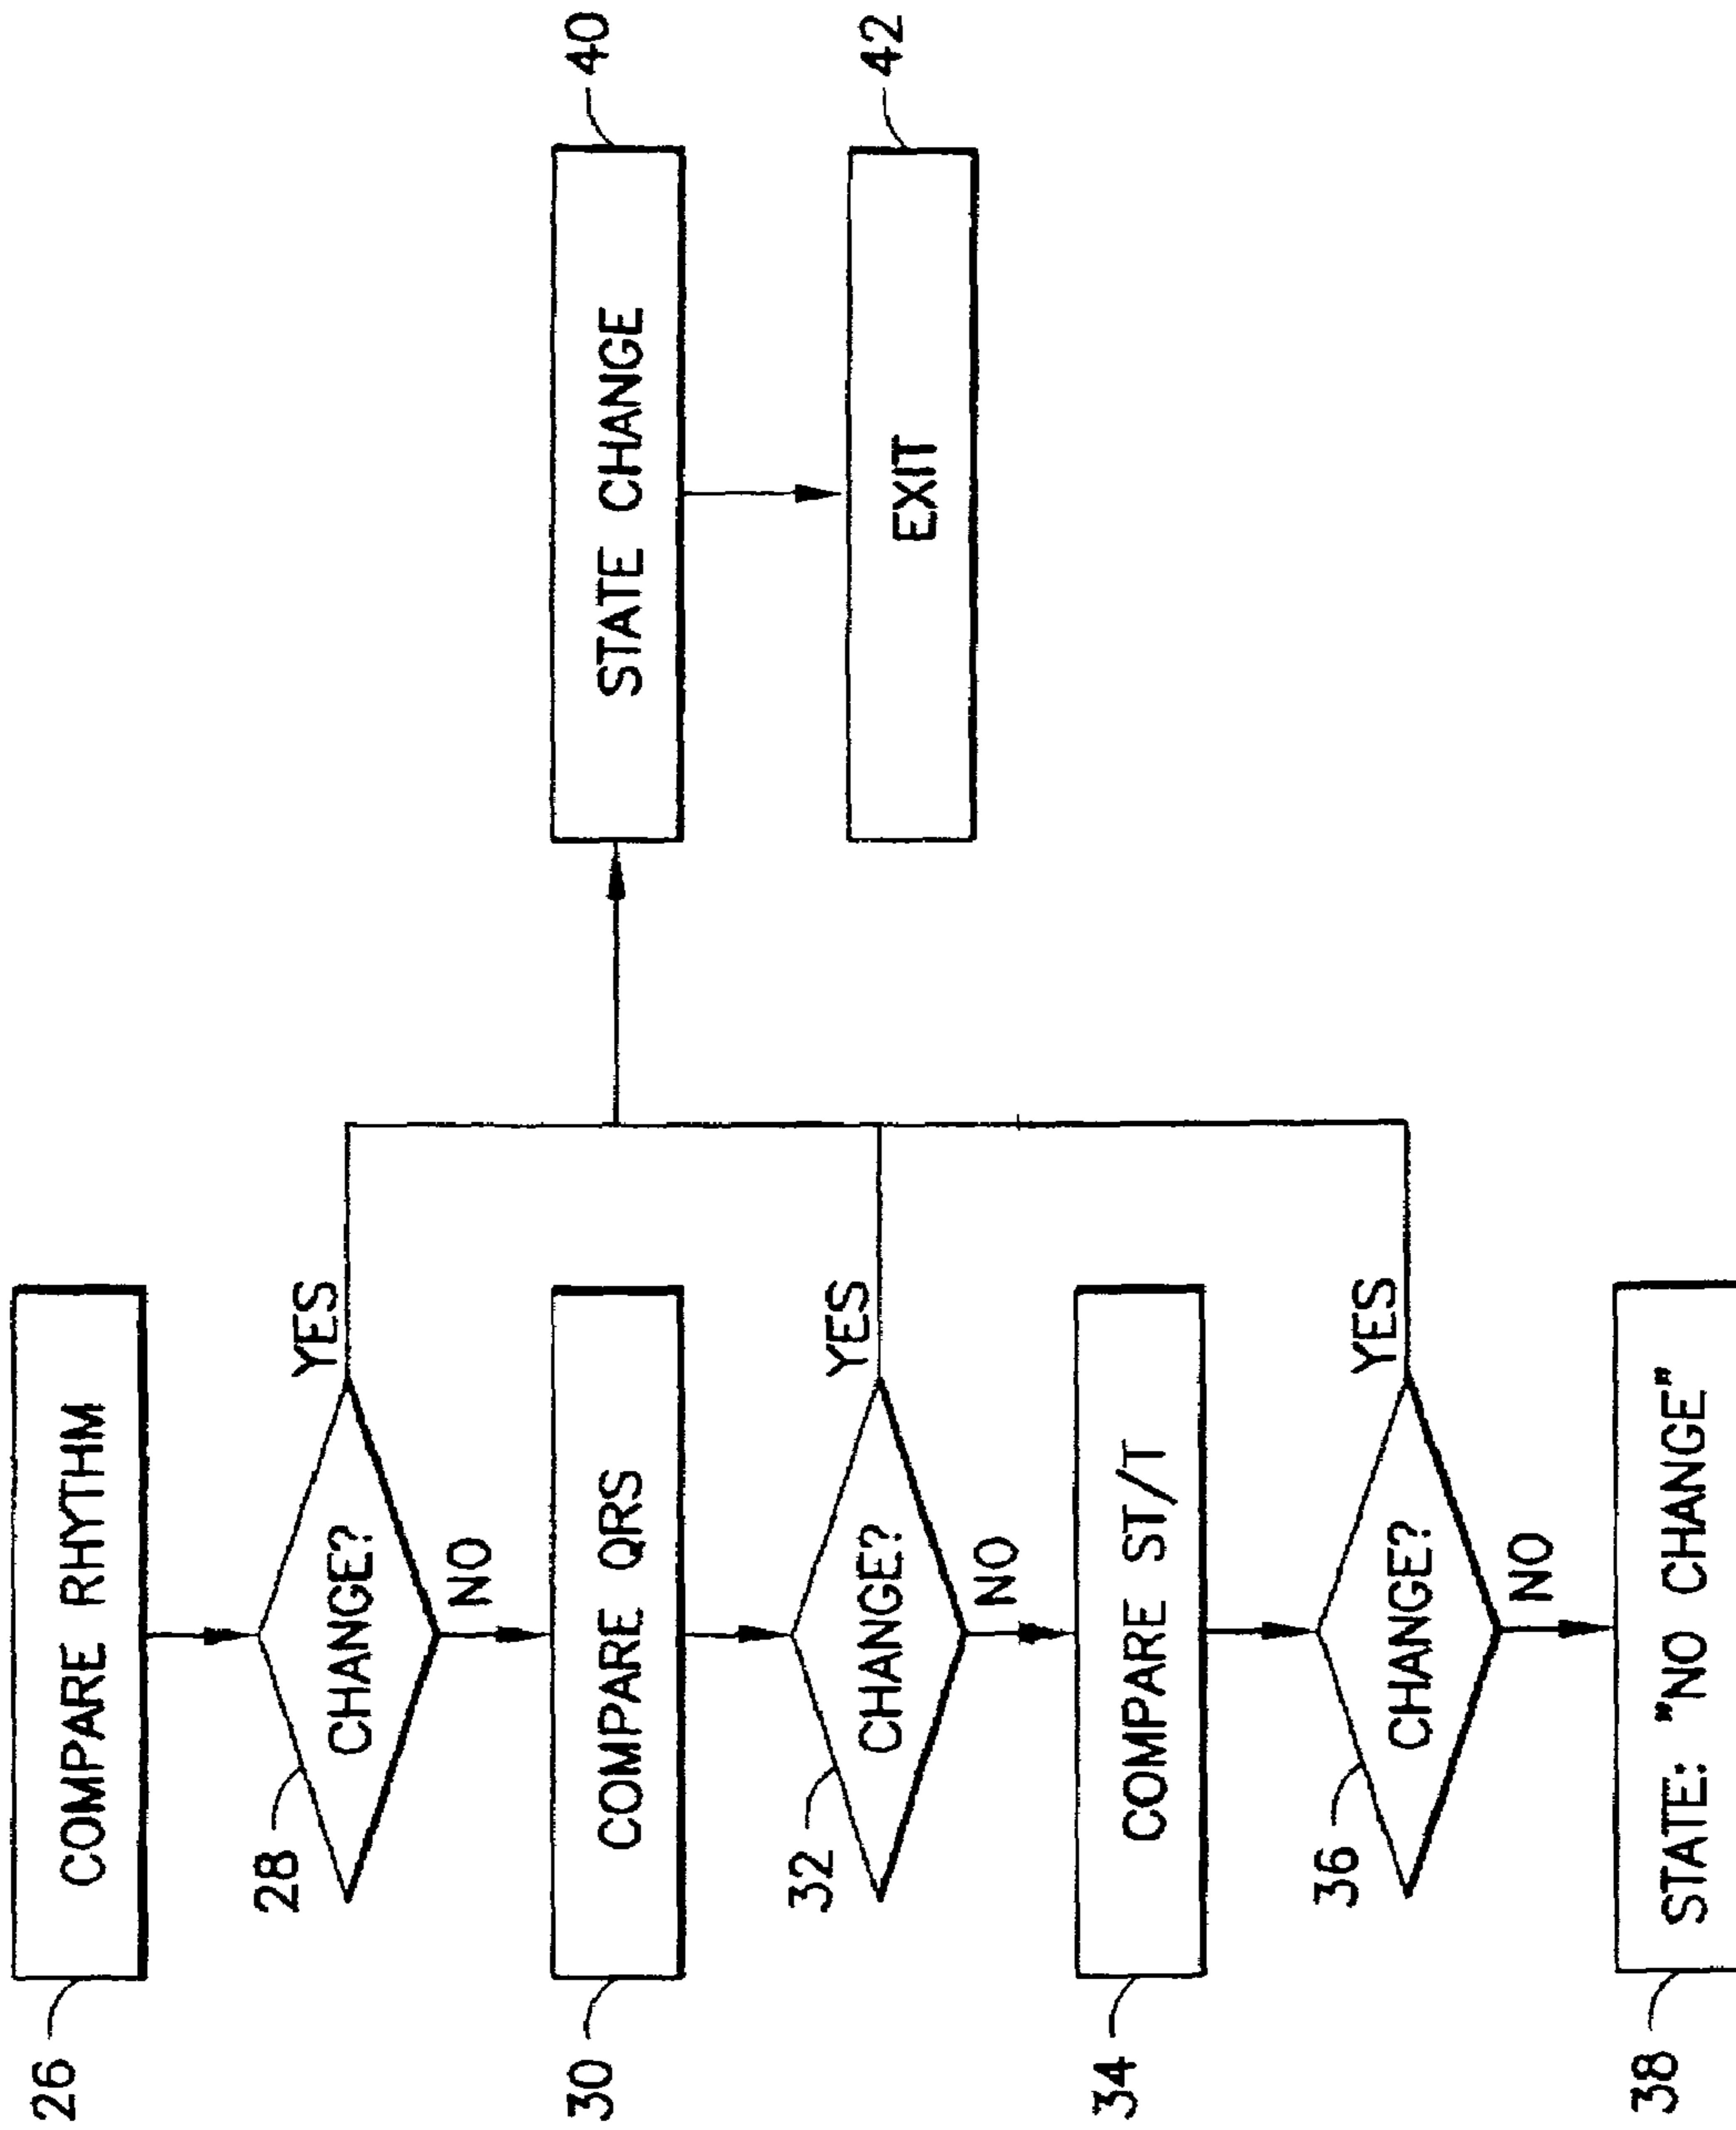 26
COMPARE RHYTHM
28
CHANGE?
YES
NO
30
COMPARE QRS
32
CHANGE?
YES
NO
34
COMPARE ST/T
36
CHANGE?
YES
NO
38
STATE: "NO CHANGE"
STATE CHANGE
40
EXIT
42